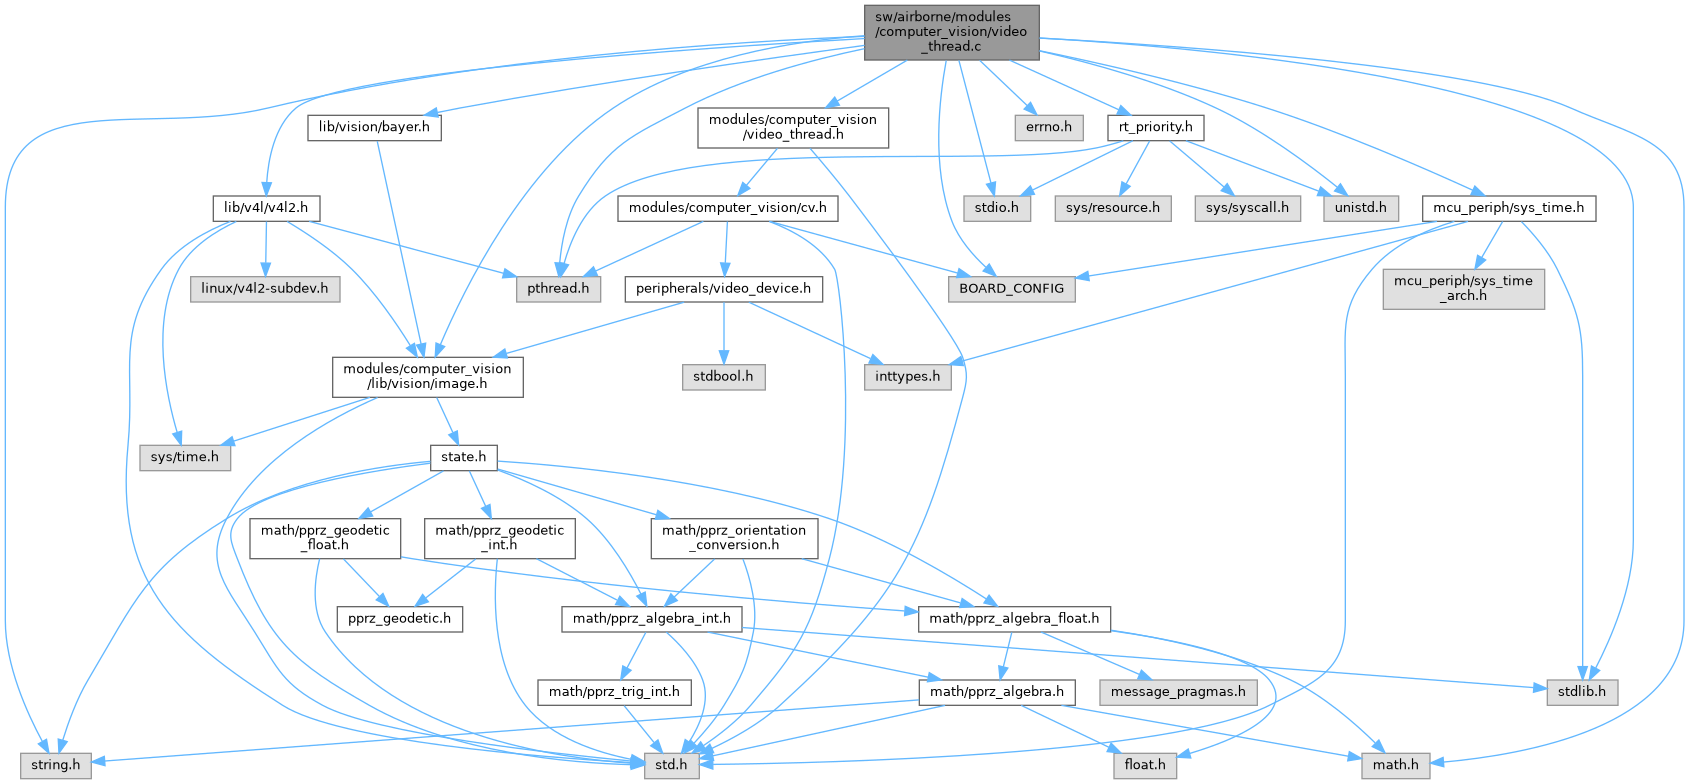 sw/airborne/modules
/computer_vision/video
_thread.c
lib/vision/bayer.h
modules/computer_vision
/video_thread.h
errno.h
rt_priority.h
lib/v4l/v4l2.h
modules/computer_vision/cv.h
stdio.h
sys/resource.h
sys/syscall.h
unistd.h
mcu_periph/sys_time.h
linux/v4l2-subdev.h
pthread.h
peripherals/video_device.h
BOARD_CONFIG
mcu_periph/sys_time
_arch.h
modules/computer_vision
/lib/vision/image.h
stdbool.h
inttypes.h
sys/time.h
state.h
math/pprz_geodetic
_float.h
math/pprz_geodetic
_int.h
math/pprz_orientation
_conversion.h
pprz_geodetic.h
math/pprz_algebra_int.h
math/pprz_algebra_float.h
math/pprz_trig_int.h
math/pprz_algebra.h
message_pragmas.h
stdlib.h
string.h
std.h
float.h
math.h